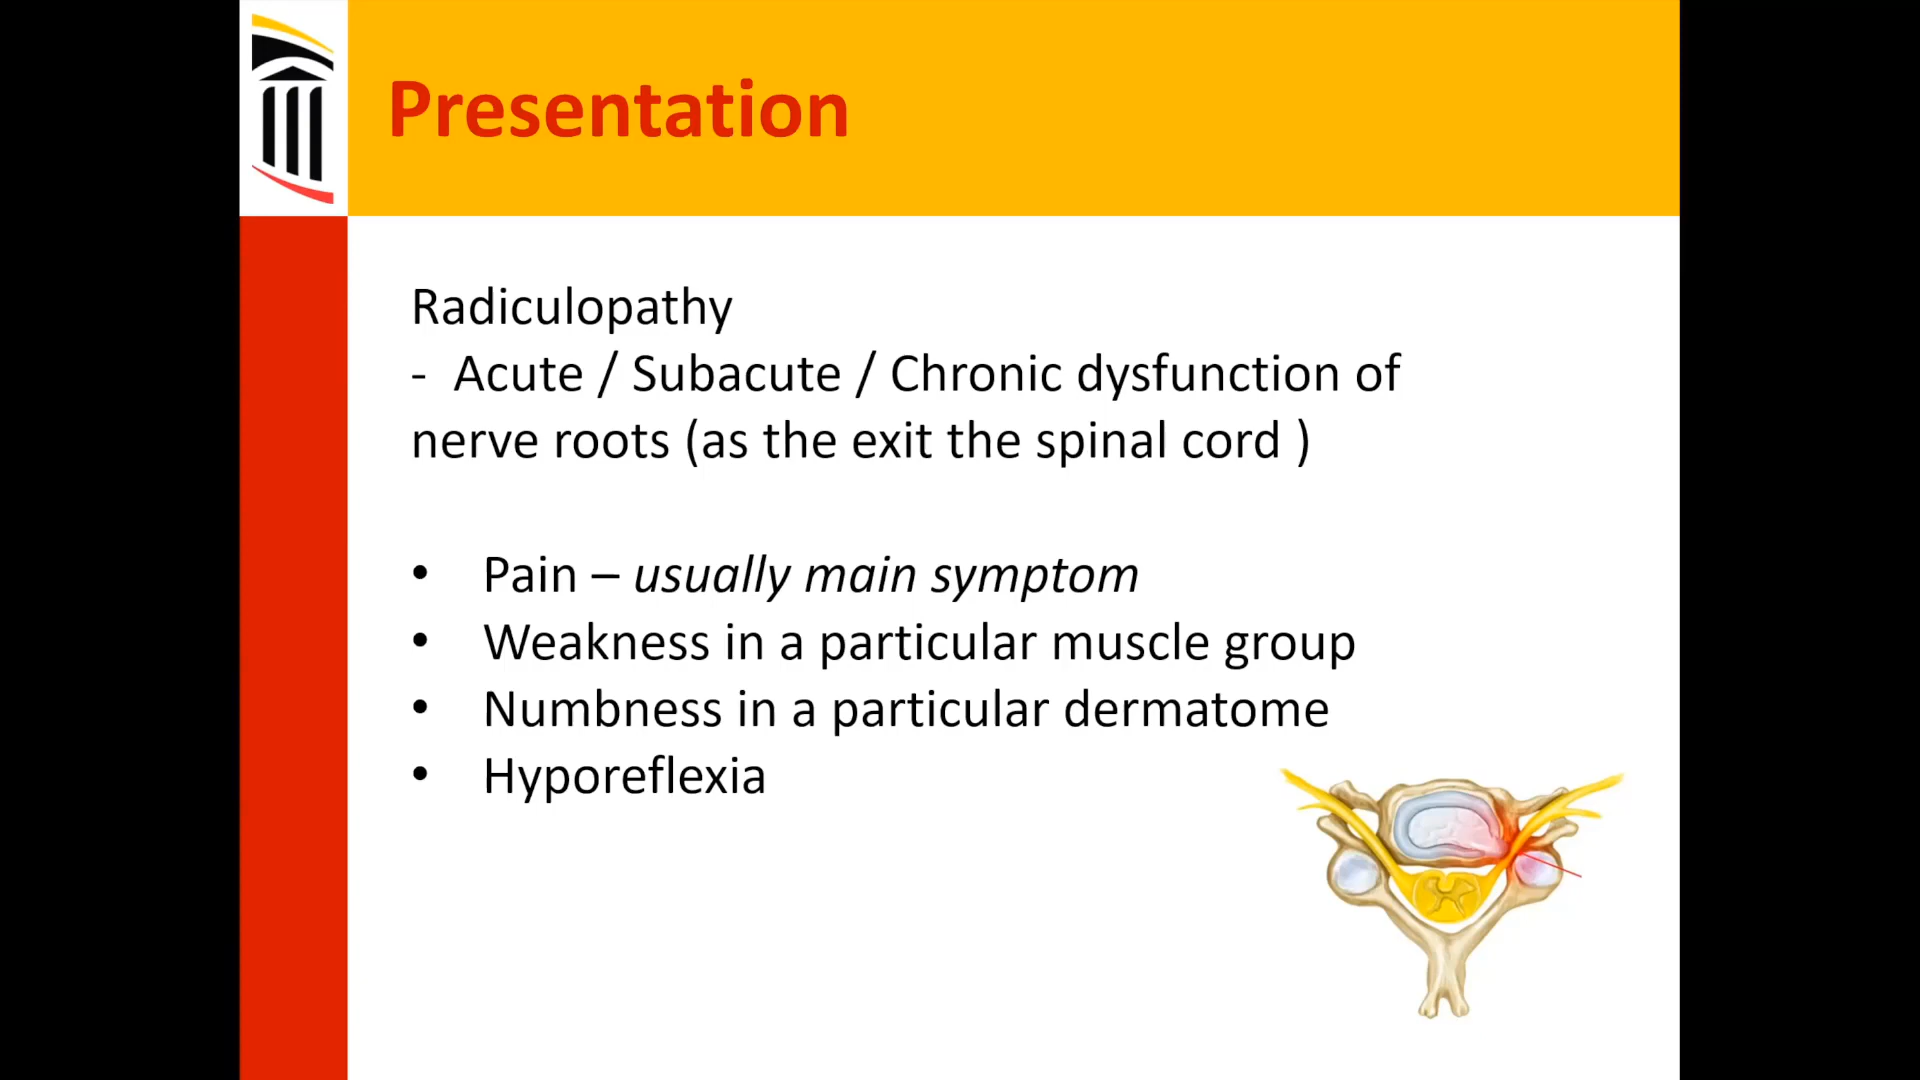 Presentation
Radiculopathy
- Acute / Subacute / Chronic dysfunction of
nerve roots (as the exit the spinal cord )
• Pain – usually main symptom
• Weakness in a particular muscle group
• Numbness in a particular dermatome
• Hyporeflexia